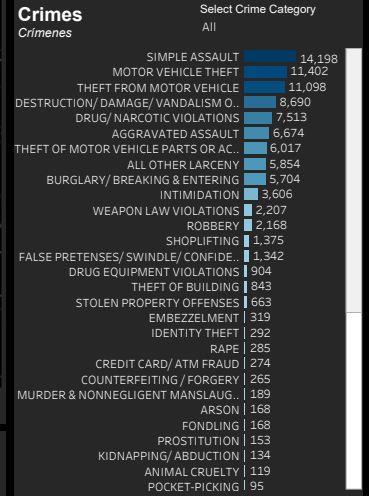 Crimes
Crímenes
Select Crime Category
All
SIMPLE ASSAULT 14,198
MOTOR VEHICLE THEFT 11,402
THEFT FROM MOTOR VEHICLE 11,098
DESTRUCTION/ DAMAGE/ VANDALISM O.. 8,690
DRUG/ NARCOTIC VIOLATIONS 7,513
AGGRAVATED ASSAULT 6,674
THEFT OF MOTOR VEHICLE PARTS OR AC.. 6,017
ALL OTHER LARCENY 5,854
BURGLARY/ BREAKING & ENTERING 5,704
INTIMIDATION 3,606
WEAPON LAW VIOLATIONS 2,207
ROBBERY 2,168
SHOPLIFTING 1,375
FALSE PRETENSES/ SWINDLE/ CONFIDE.. 1,342
DRUG EQUIPMENT VIOLATIONS 904
THEFT OF BUILDING 843
STOLEN PROPERTY OFFENSES 663
EMBEZZELMENT 319
IDENTITY THEFT 292
RAPE 285
CREDIT CARD/ ATM FRAUD 274
COUNTERFEITING / FORGERY 265
MURDER & NONNEGLIGENT MANSLAUG.. 189
ARSON 168
FONDLING 168
PROSTITUTION 153
KIDNAPPING/ ABDUCTION 134
ANIMAL CRUELTY 119
POCKET-PICKING 95